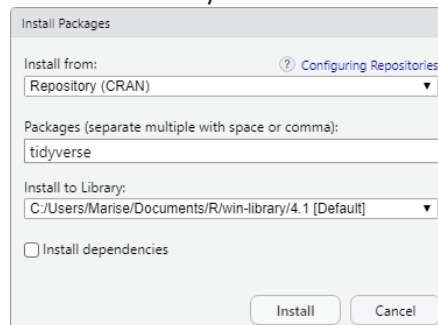 Install Packages
Install from:
? Configuring Repositories
Repository (CRAN)
Packages (separate multiple with space or comma):
tidyverse
Install to Library:
C:/Users/Marise/Documents/R/win-library/4.1 [Default]
Install dependencies
Install
Cancel